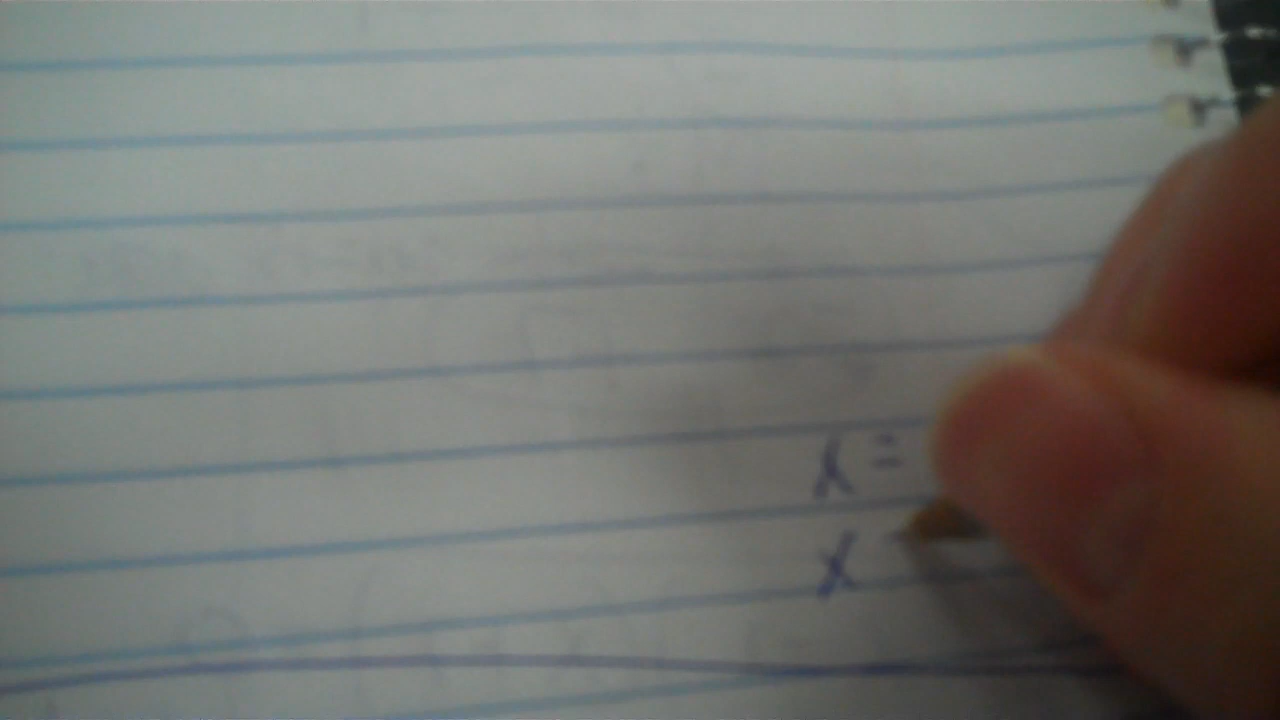 x =
x